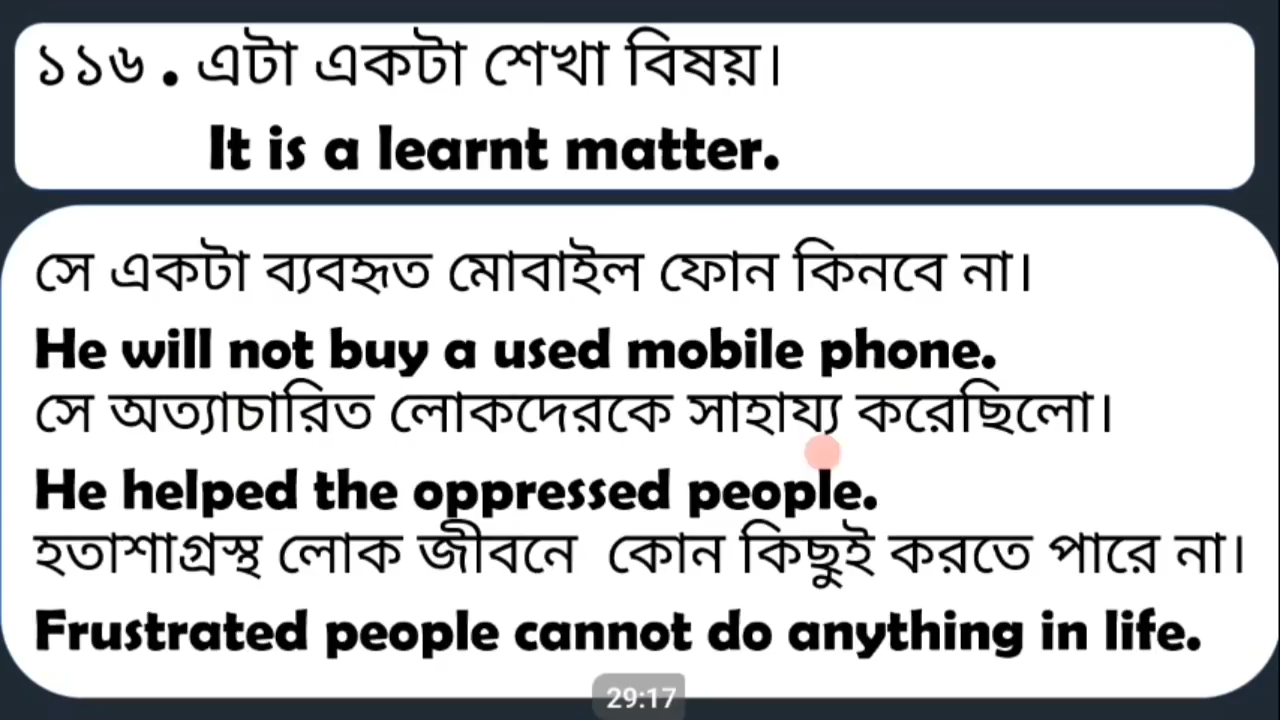 ১১৬ . এটা একটা শেখা বিষয়।
It is a learnt matter.
সে একটা ব্যবহৃত মোবাইল ফোন কিনবে না।
He will not buy a used mobile phone.
সে অত্যাচারিত লোকদেরকে সাহায্য করেছিলো।
He helped the oppressed people.
হতাশাগ্রস্থ লোক জীবনে কোন কিছুই করতে পারে না।
Frustrated people cannot do anything in life.
29:17